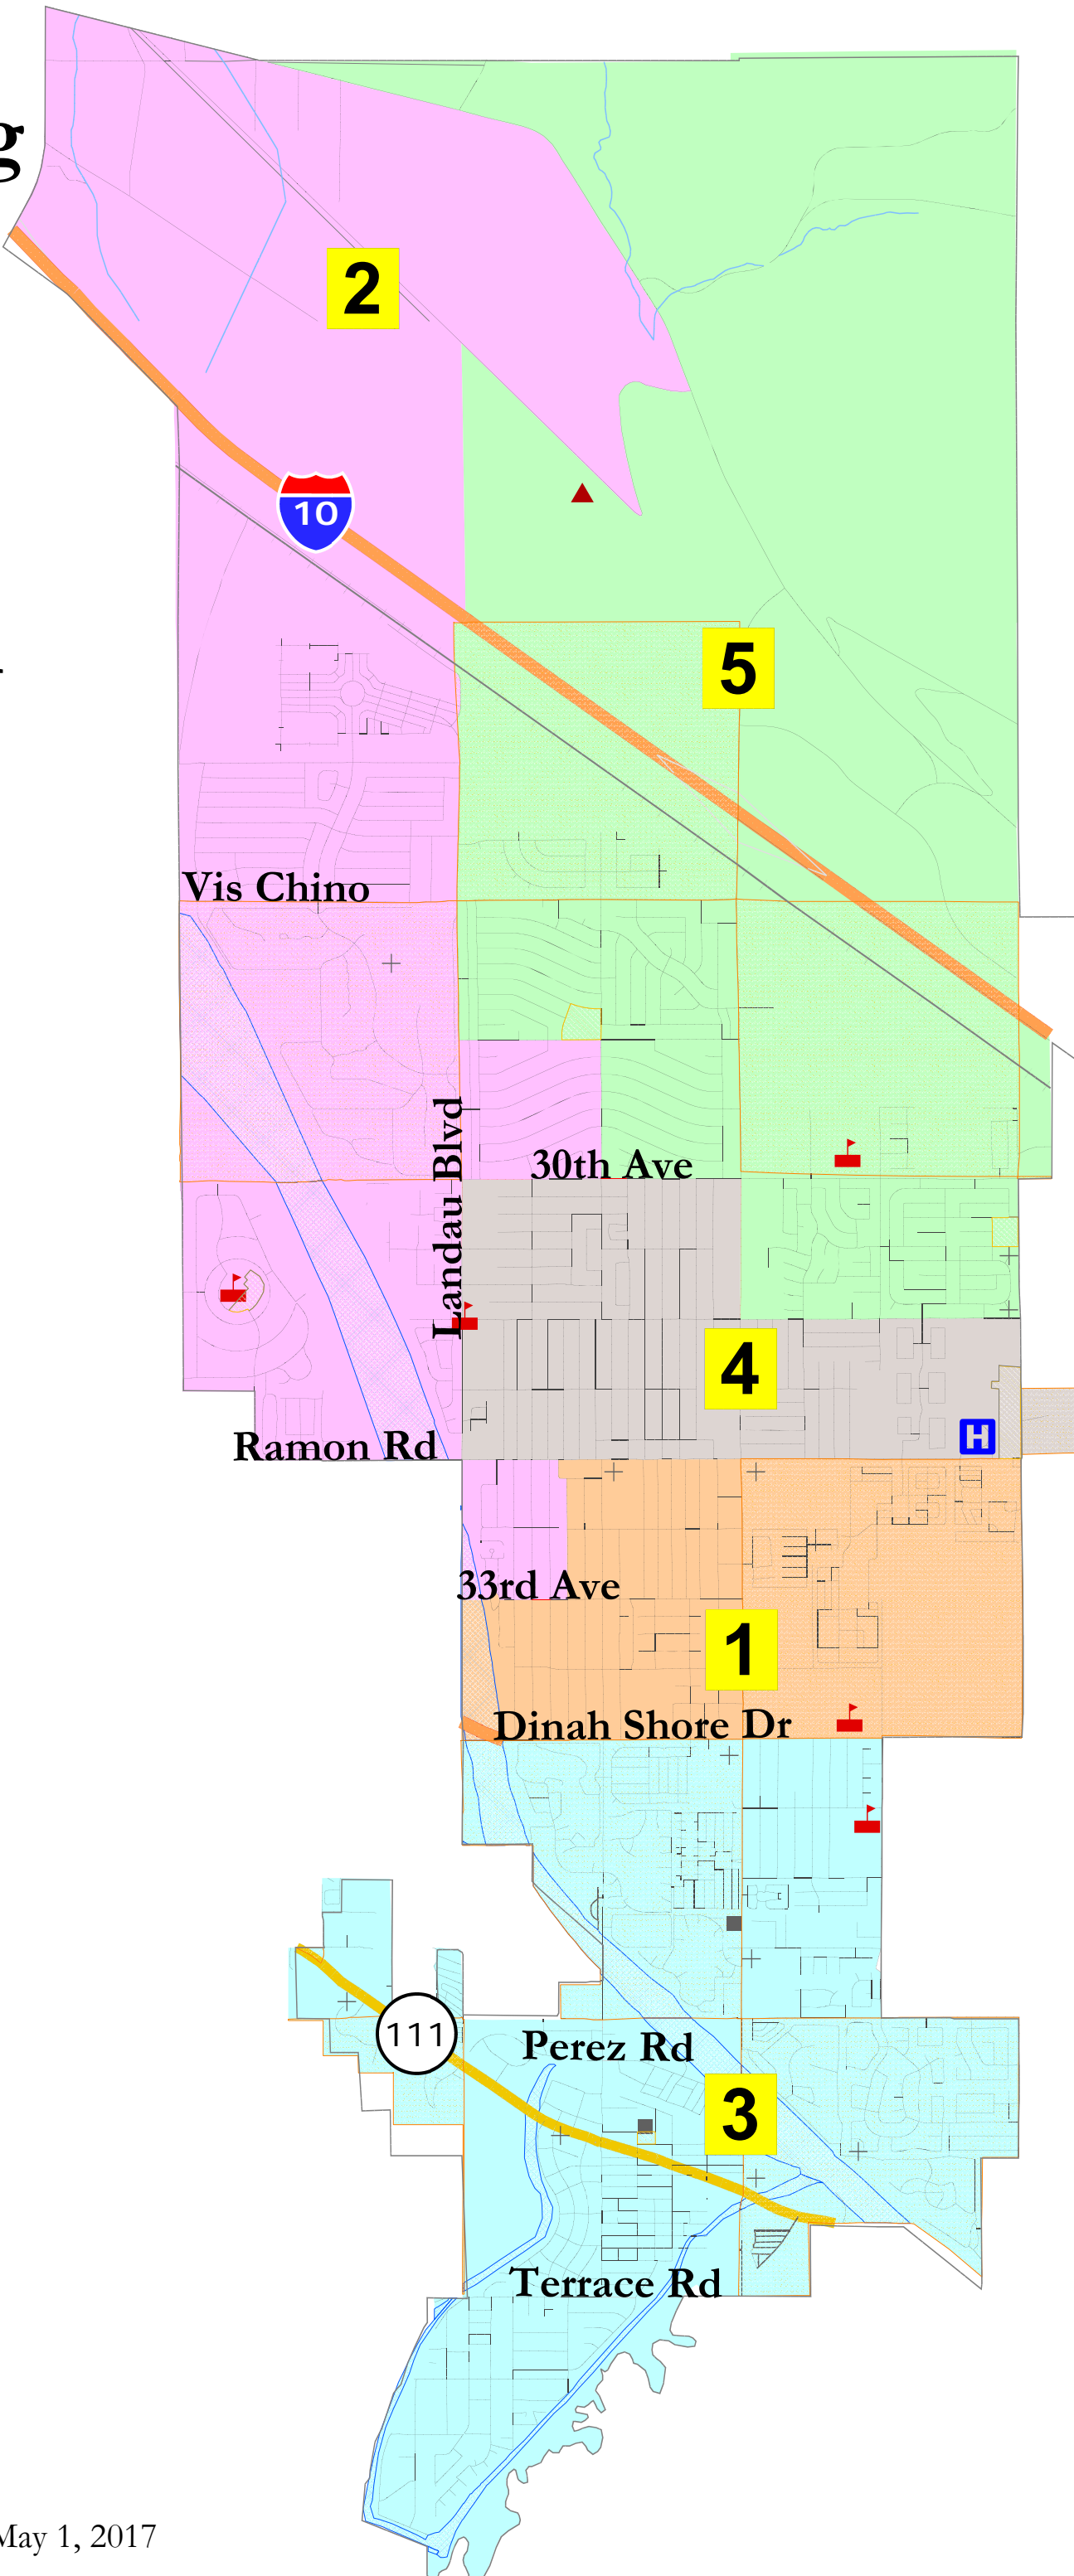 g
2
10
5
Vis Chino
Landau Blvd
30th Ave
4
H
Ramon Rd
33rd Ave
1
Dinah Shore Dr
111
Perez Rd
3
Terrace Rd
May 1, 2017